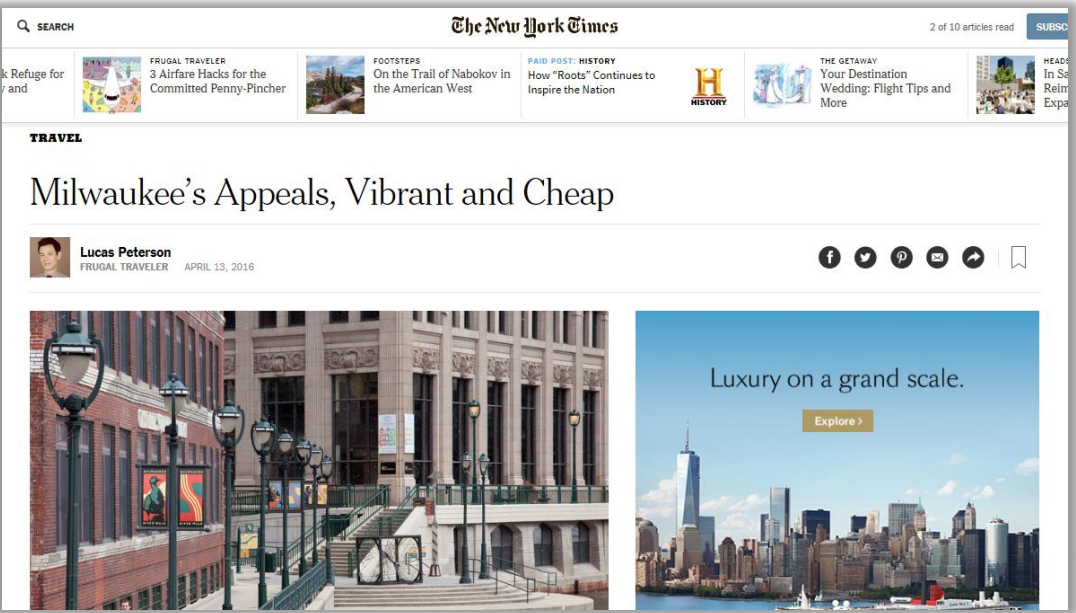 SEARCH
The New York Times
2 of 10 articles read
SUBSC
k Refuge for
y and
FRUGAL TRAVELER
3 Airfare Hacks for the
Committed Penny-Pincher
FOOTSTEPS
On the Trail of Nabokov in
the American West
PAID POST: HISTORY
How “Roots” Continues to
Inspire the Nation
H
HISTORY
THE GETAWAY
Your Destination
Wedding: Flight Tips and
More
HEADS
In Sa
Reim
Expa
TRAVEL
Milwaukee’s Appeals, Vibrant and Cheap
Lucas Peterson
FRUGAL TRAVELER APRIL 13, 2016
Luxury on a grand scale.
Explore >